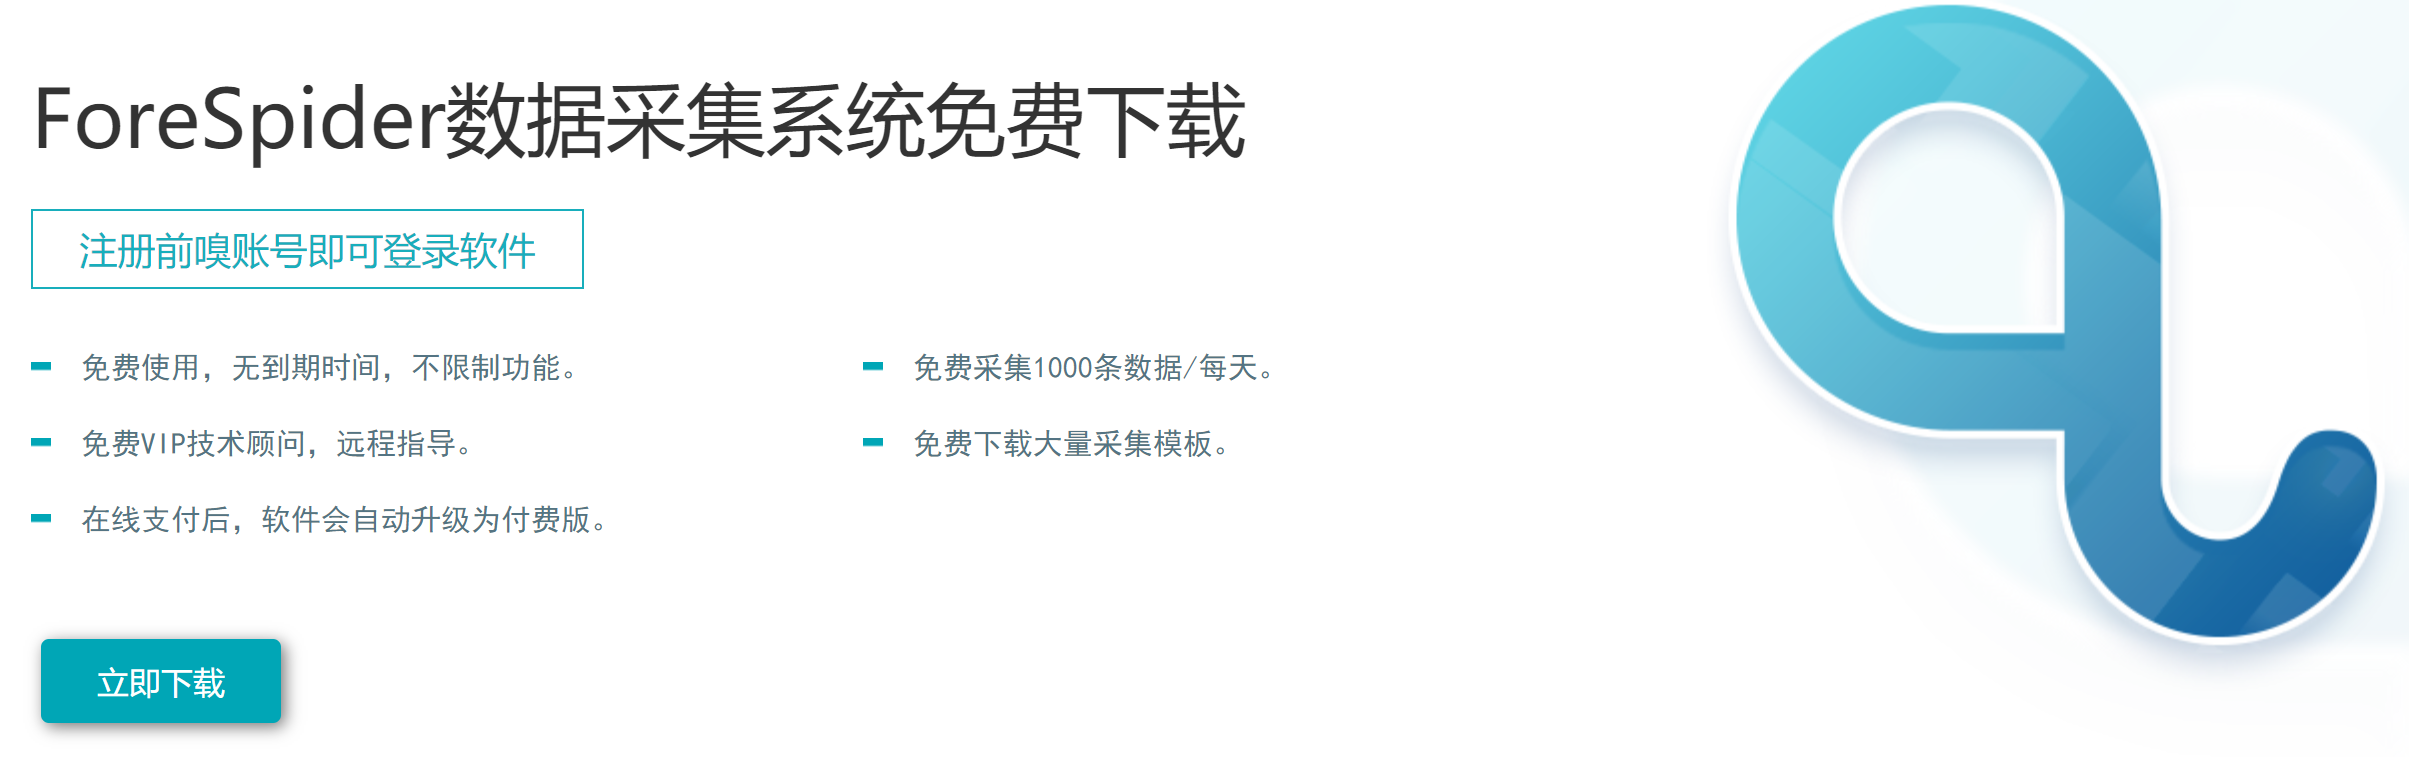 ForeSpider数据采集系统免费下载
注册前嗅账号即可登录软件
免费使用，无到期时间，不限制功能。
免费采集1000条数据/每天。
免费VIP技术顾问，远程指导。
免费下载大量采集模板。
在线支付后，软件会自动升级为付费版。
立即下载